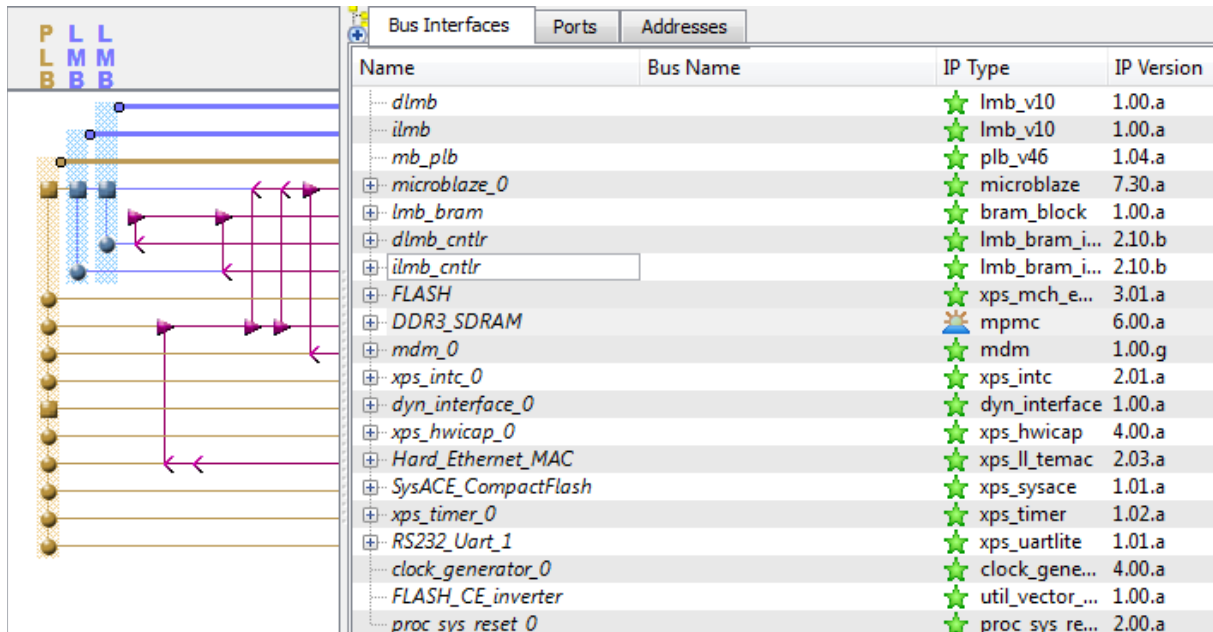 P L L
L M M
B B B
Bus Interfaces Ports Addresses
Name Bus Name IP Type IP Version
dlmb lmb_v10 1.00.a
ilmb lmb_v10 1.00.a
mb_plb plb_v46 1.04.a
microblaze_0 microblaze 7.30.a
lmb_bram bram_block 1.00.a
dlmb_cntlr lmb_bram_i... 2.10.b
ilmb_cntlr lmb_bram_i... 2.10.b
FLASH xps_mch_e... 3.01.a
DDR3_SDRAM mpmc 6.00.a
mdm_0 mdm 1.00.g
xps_intc_0 xps_intc 2.01.a
dyn_interface_0 dyn_interface 1.00.a
xps_hwicap_0 xps_hwicap 4.00.a
Hard_Ethernet_MAC xps_ll_temac 2.03.a
SysACE_CompactFlash xps_sysace 1.01.a
xps_timer_0 xps_timer 1.02.a
RS232_Uart_1 xps_uartlite 1.01.a
clock_generator_0 clock_gene... 4.00.a
FLASH_CE_inverter util_vector_... 1.00.a
proc_sys_reset_0 proc_sys_re... 2.00.a